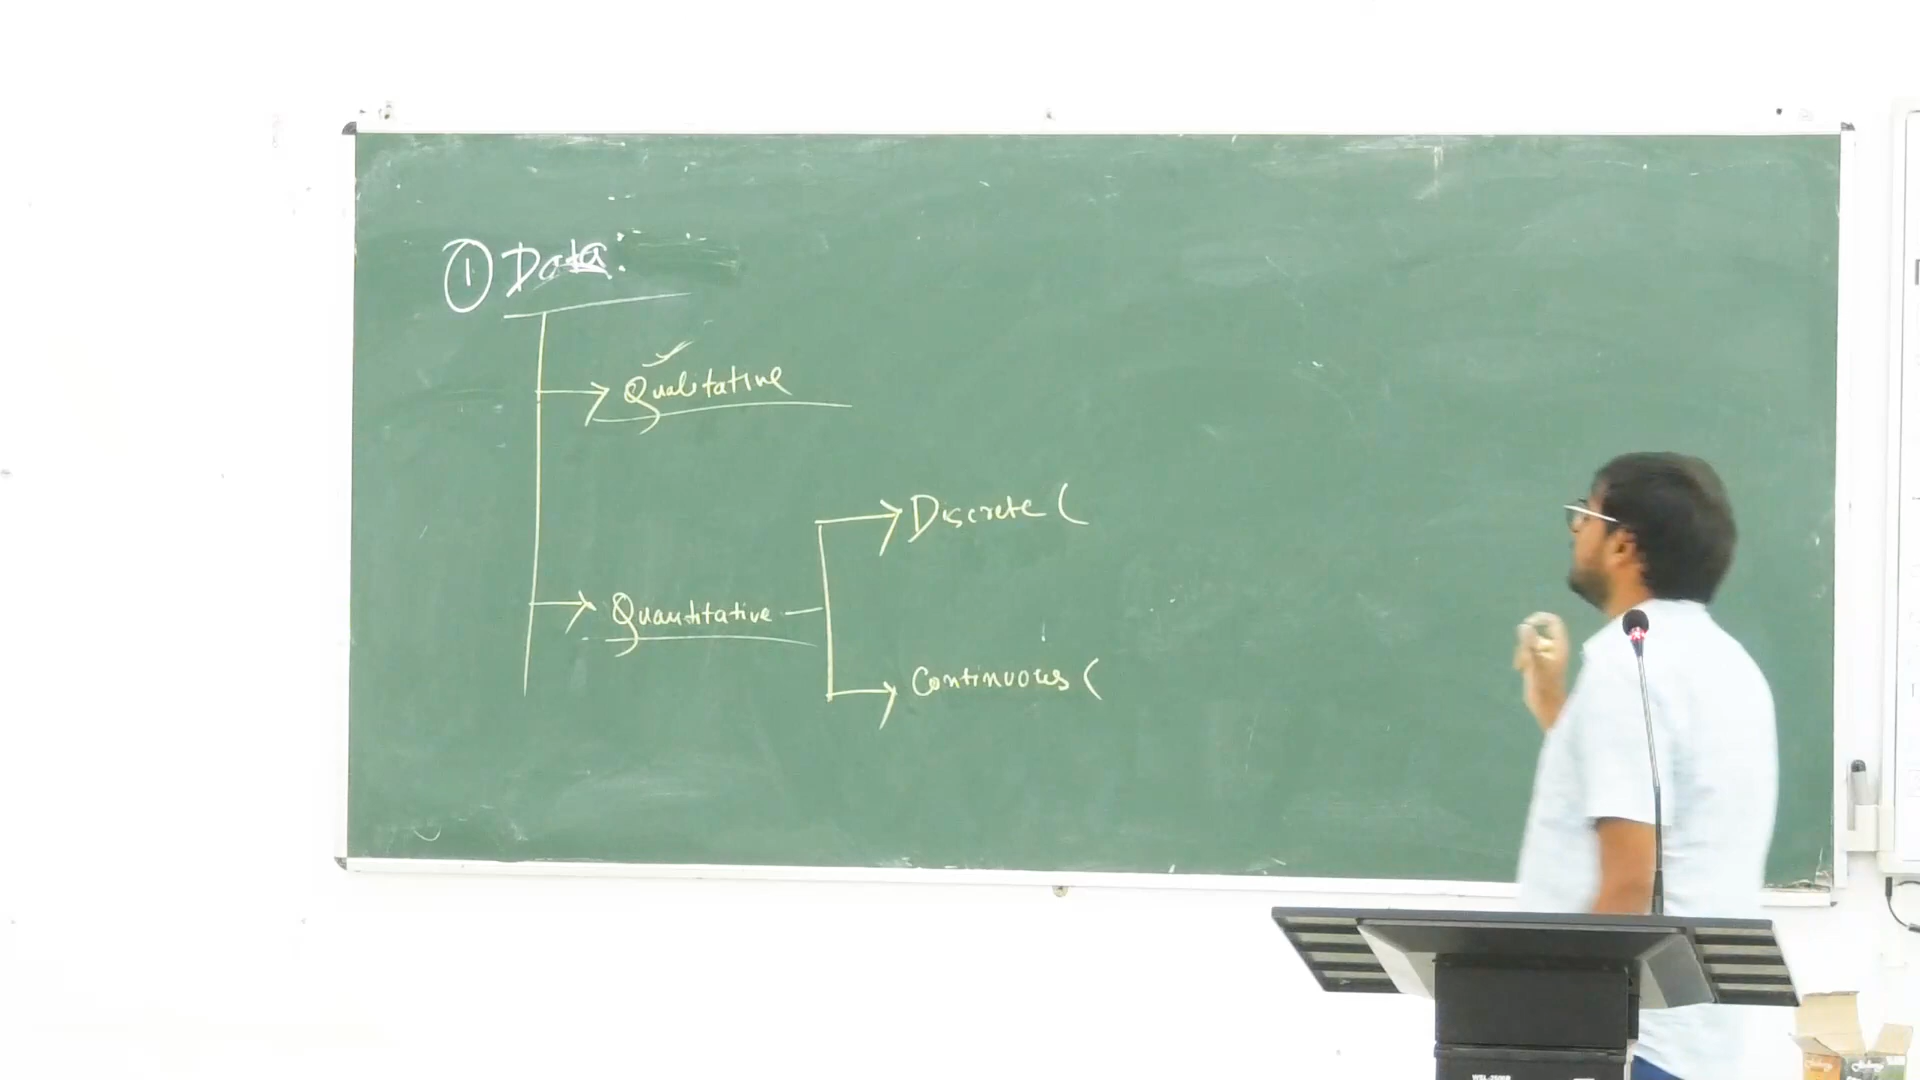 ① Data:
Qualitative
Discrete (
Quantitative
Continuous (